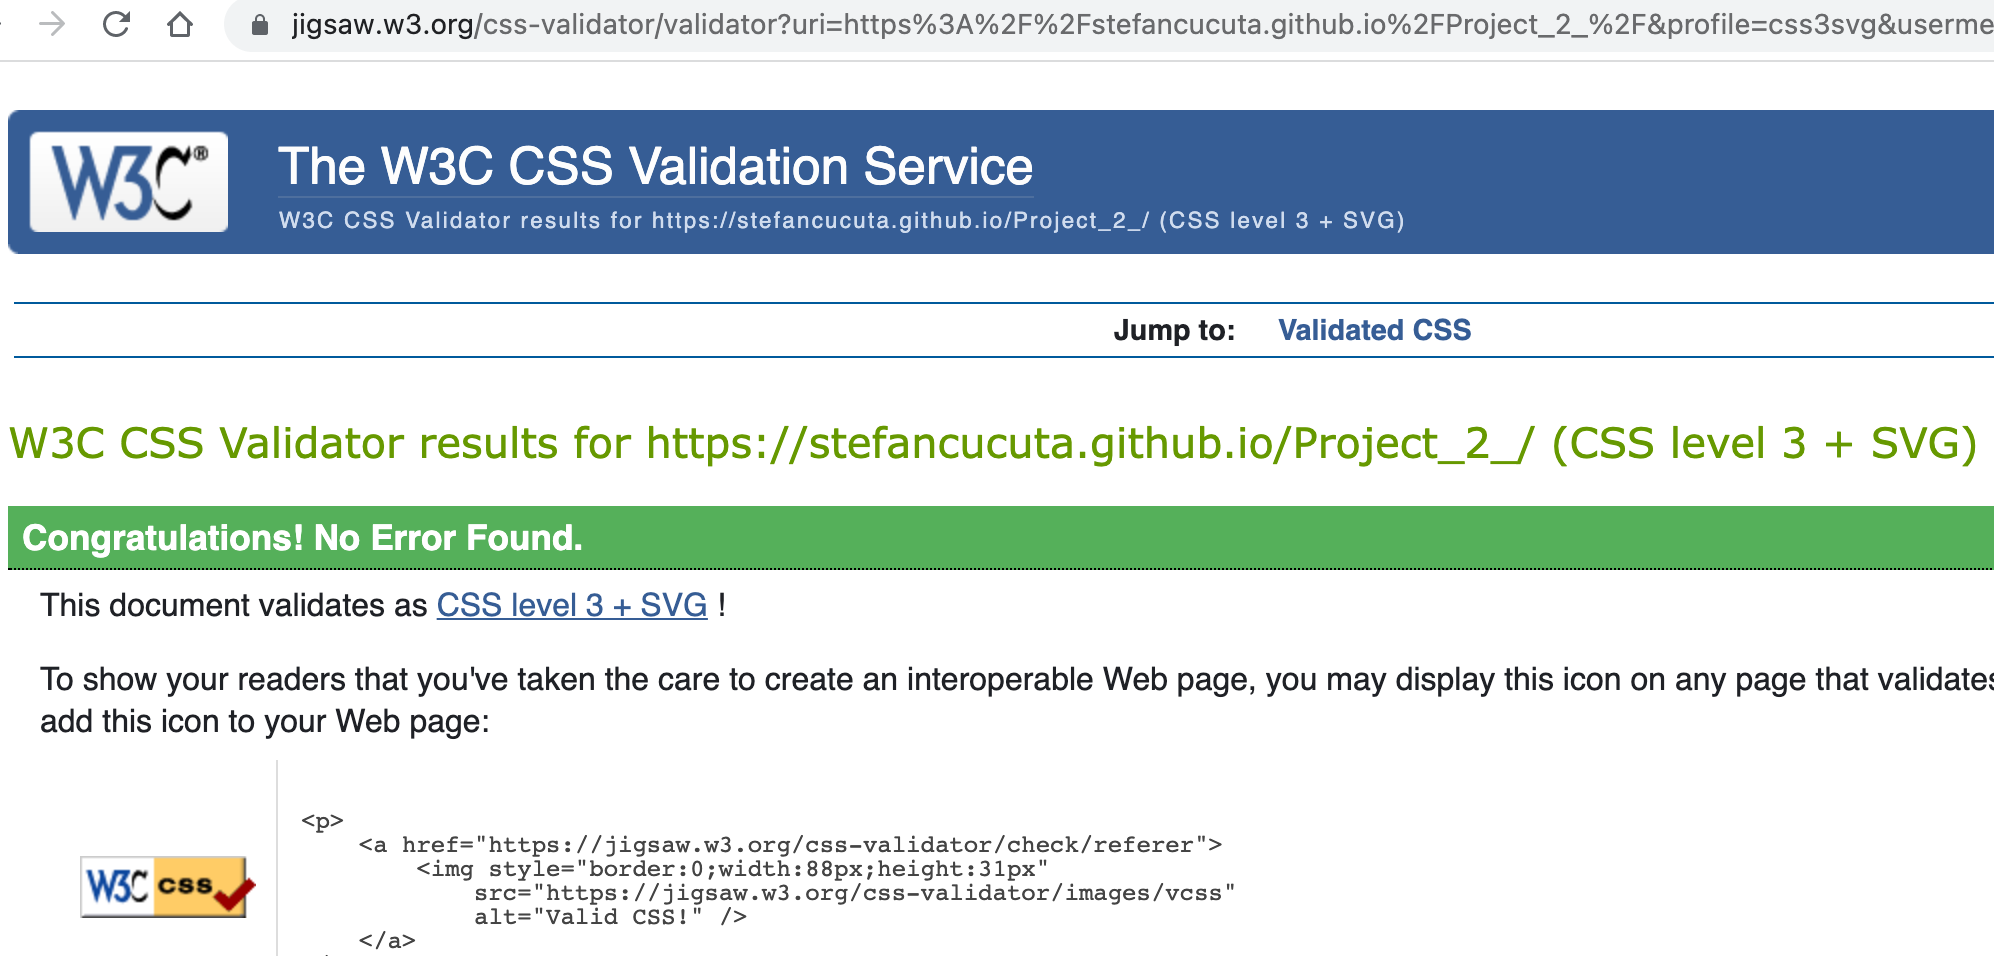 jigsaw.w3.org/css-validator/validator?uri=https%3A%2F%2Fstefancucuta.github.io%2FProject_2_%2F&profile=css3svg&userme
W3C®
The W3C CSS Validation Service
W3C CSS Validator results for https://stefancucuta.github.io/Project_2_/ (CSS level 3 + SVG)
Jump to: Validated CSS
W3C CSS Validator results for https://stefancucuta.github.io/Project_2_/ (CSS level 3 + SVG)
Congratulations! No Error Found.
This document validates as CSS level 3 + SVG !
To show your readers that you've taken the care to create an interoperable Web page, you may display this icon on any page that validates
add this icon to your Web page:
W3C css
<p>
<a href="https://jigsaw.w3.org/css-validator/check/referer">
<img style="border:0;width:88px;height:31px"
src="https://jigsaw.w3.org/css-validator/images/vcss"
alt="Valid CSS!" />
</a>